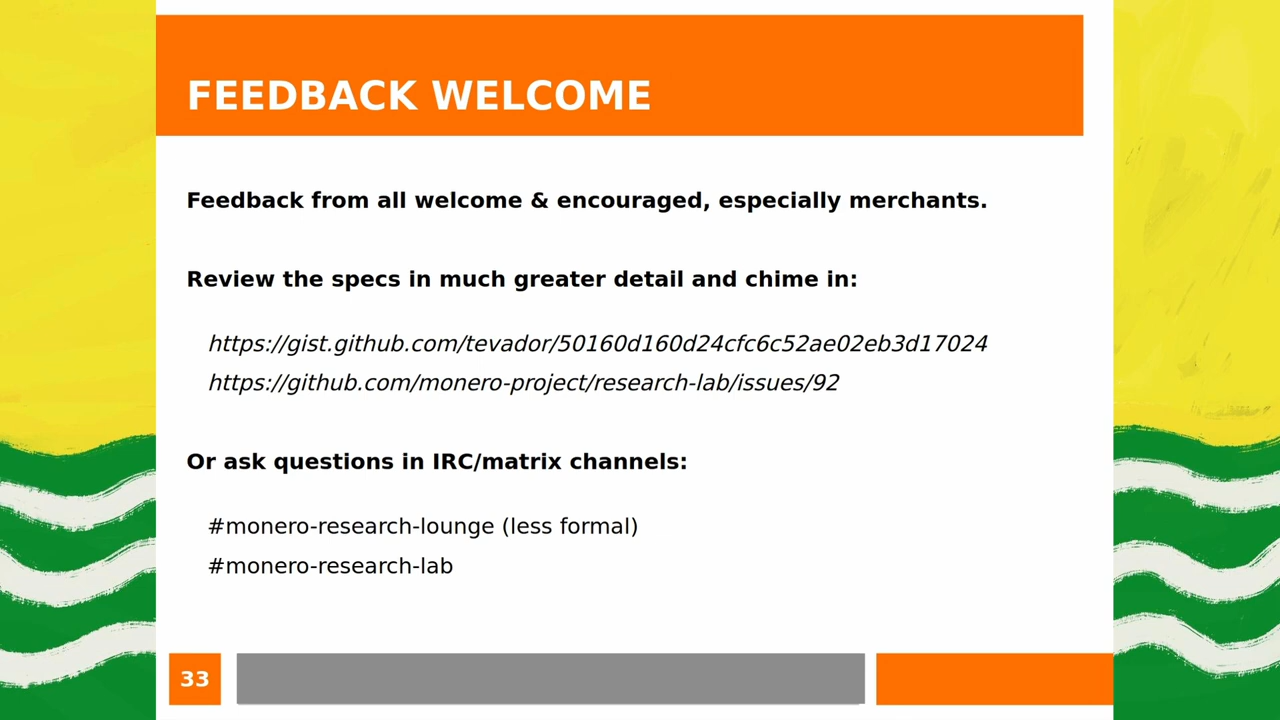 FEEDBACK WELCOME
Feedback from all welcome & encouraged, especially merchants.
Review the specs in much greater detail and chime in:
https://gist.github.com/tevador/50160d160d24cfc6c52ae02eb3d17024
https://github.com/monero-project/research-lab/issues/92
Or ask questions in IRC/matrix channels:
#monero-research-lounge (less formal)
#monero-research-lab
33